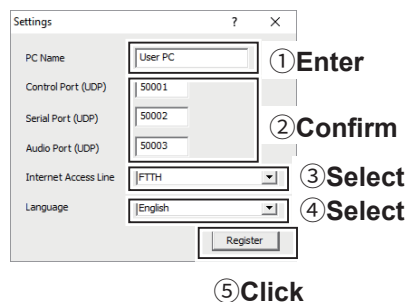 Settings ? ×
PC Name User PC ①Enter
Control Port (UDP) 50001
Serial Port (UDP) 50002 ②Confirm
Audio Port (UDP) 50003
Internet Access Line FTTH ③Select
Language English ④Select
Register
⑤Click